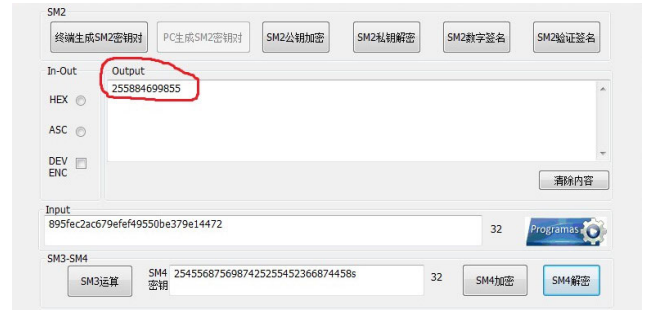 SM2
终端生成SM2密钥对 PC生成SM2密钥对 SM2公钥加密 SM2私钥解密 SM2数字签名 SM2验证签名
In-Out Output
255884699855
HEX
ASC
DEV
ENC
清除内容
Input
895fec2ac679efef49550be379e14472 32 Programas
SM3-SM4
SM3运算 SM4密钥 2545568756987425255452366874458s 32 SM4加密 SM4解密